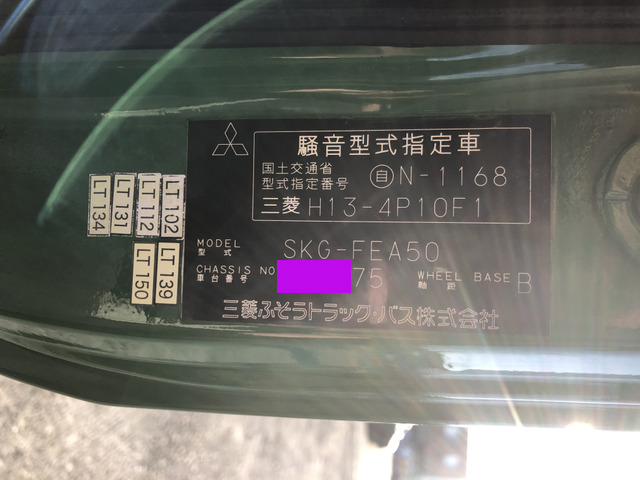 騒音型式指定車
国土交通省
型式指定番号 自N-1168
三菱 H13-4P10F1
MODEL
型式 SKG-FEA50
CHASSIS NO
車台番号 75
WHEEL BASE
軸距 B
三菱ふそうトラック・バス株式会社
LT 134
LT 131
LT 112
LT 102
LT 150
LT 139